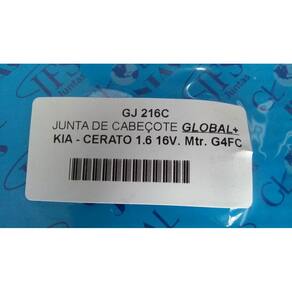 GJ 216C
JUNTA DE CABEÇOTE GLOBAL+
KIA - CERATO 1.6 16V. Mtr. G4FC